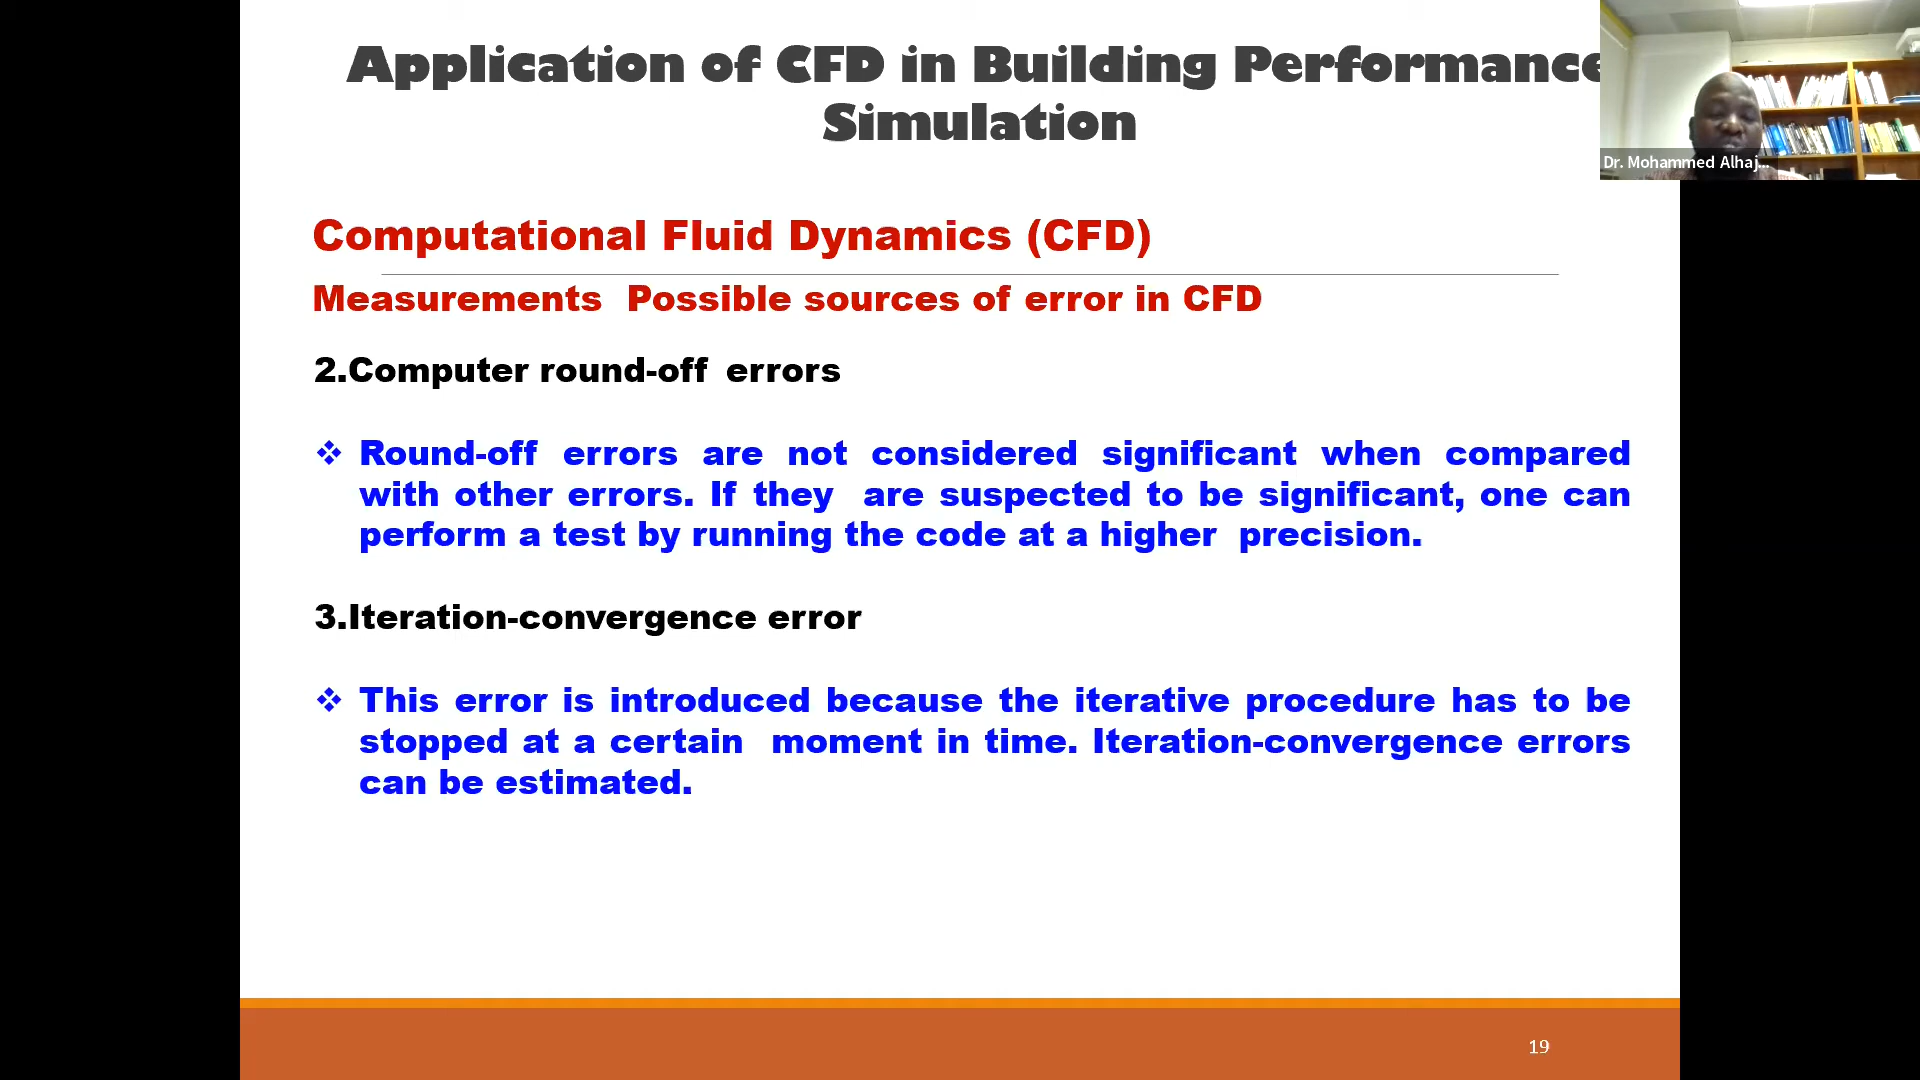 Application of CFD in Building Performance
Simulation
Dr. Mohammed Alhaj...
Computational Fluid Dynamics (CFD)
Measurements  Possible sources of error in CFD
2.Computer round-off  errors
❖ Round-off errors are not considered significant when compared
with other errors. If they  are suspected to be significant, one can
perform a test by running the code at a higher  precision.
3.Iteration-convergence error
❖ This error is introduced because the iterative procedure has to be
stopped at a certain  moment in time. Iteration-convergence errors
can be estimated.
19